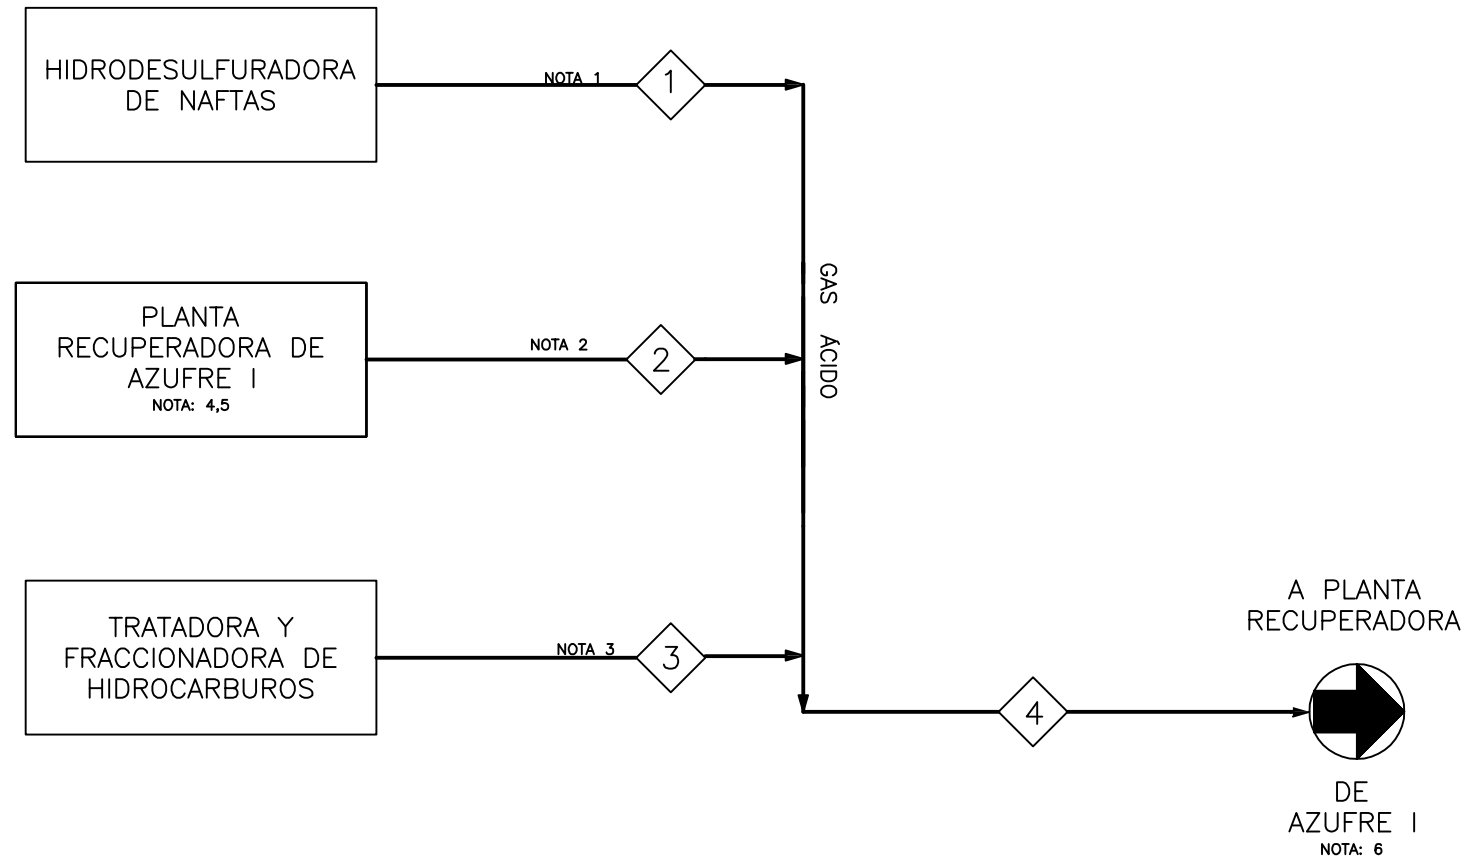 HIDRODESULFURADORA
DE NAFTAS
NOTA 1
1
PLANTA
RECUPERADORA DE
AZUFRE I
NOTA: 4,5
NOTA 2
2
GAS ÁCIDO
TRATADORA Y
FRACCIONADORA DE
HIDROCARBUROS
NOTA 3
3
4
A PLANTA
RECUPERADORA
DE
AZUFRE I
NOTA: 6